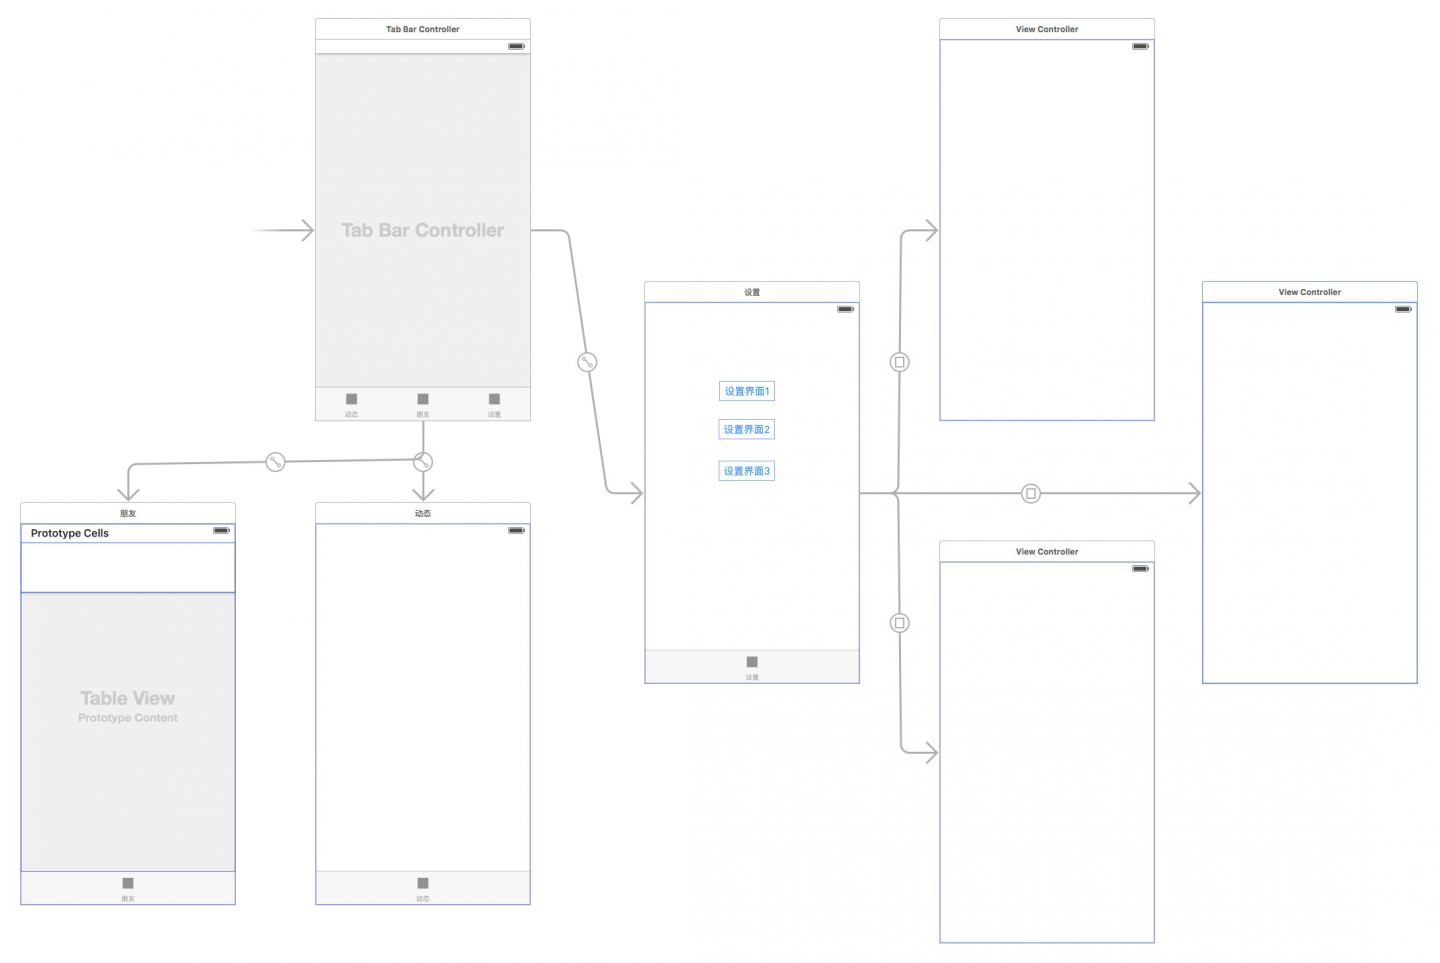 Tab Bar Controller
Tab Bar Controller
动态
朋友
设置
朋友
Prototype Cells
Table View
Prototype Content
朋友
动态
动态
设置
设置界面1
设置界面2
设置界面3
设置
View Controller
View Controller
View Controller